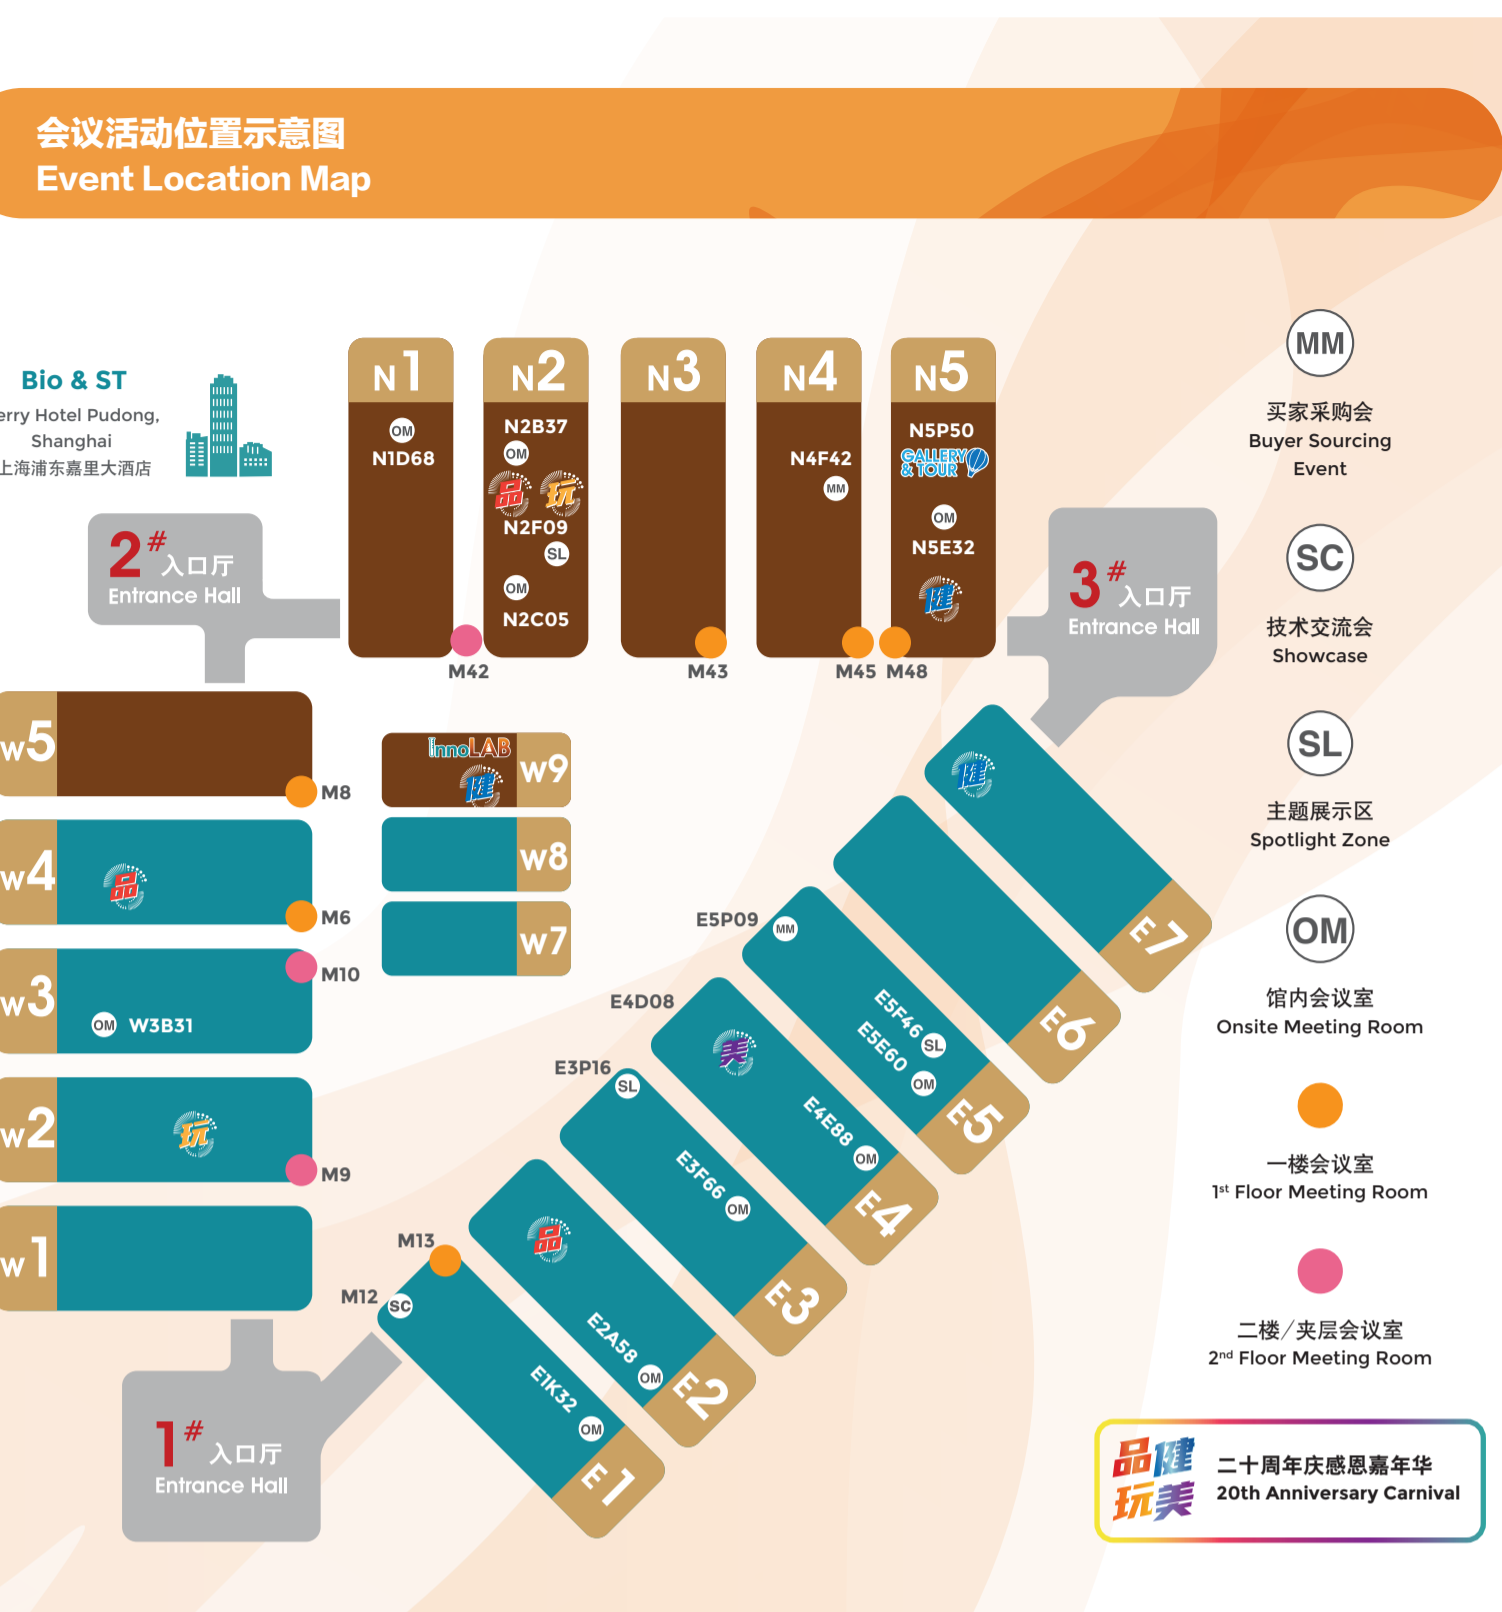 会议活动位置示意图
Event Location Map
Bio & ST
erry Hotel Pudong,
Shanghai
上海浦东嘉里大酒店
N1
OM
N1D68
N2
N2B37
OM
品 玩
N2F09
SL
OM
N2C05
N3
N4
N4F42
MM
N5
N5P50
GALLERY
& TOUR
OM
N5E32
健
2#
入口厅
Entrance Hall
3#
入口厅
Entrance Hall
M42
M43
M45
M48
W5
M8
W4
品
M6
W3
M10
OM W3B31
W2
玩
M9
W1
InnoLAB
健
W9
W8
W7
健
E7
E6
E5P09
MM
E5F46 SL
E5E60 OM
E5
E4D08
美
E4E88 OM
E4
E3P16
SL
E3F66 OM
E3
品
E2A58 OM
E2
M13
M12
SC
E1K32 OM
E1
1#
入口厅
Entrance Hall
MM
买家采购会
Buyer Sourcing
Event
SC
技术交流会
Showcase
SL
主题展示区
Spotlight Zone
OM
馆内会议室
Onsite Meeting Room
一楼会议室
1st Floor Meeting Room
二楼/夹层会议室
2nd Floor Meeting Room
品健
玩美
二十周年庆感恩嘉年华
20th Anniversary Carnival